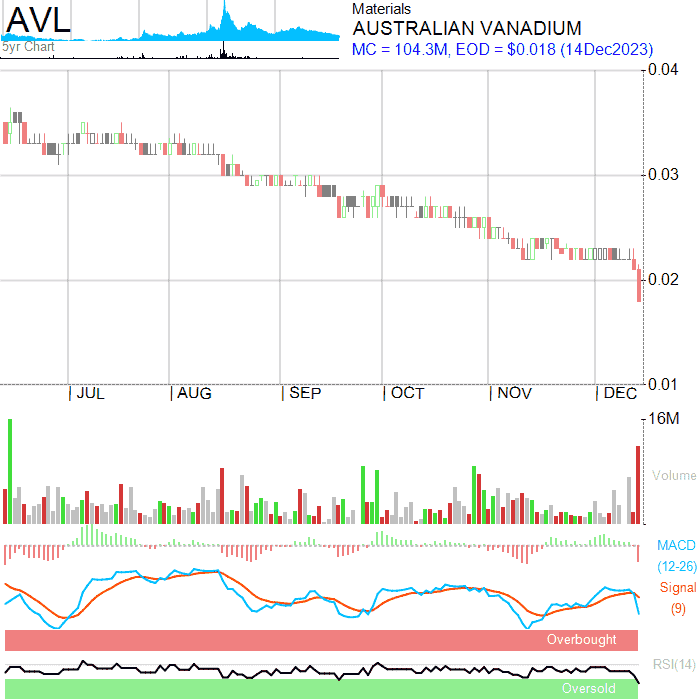 AVL
5yr Chart
Materials
AUSTRALIAN VANADIUM
MC = 104.3M, EOD = $0.018 (14Dec2023)
0.04
0.03
0.02
0.01
JUL AUG SEP OCT NOV DEC
16M
Volume
MACD
(12-26)
Signal
(9)
Overbought
RSI(14)
Oversold